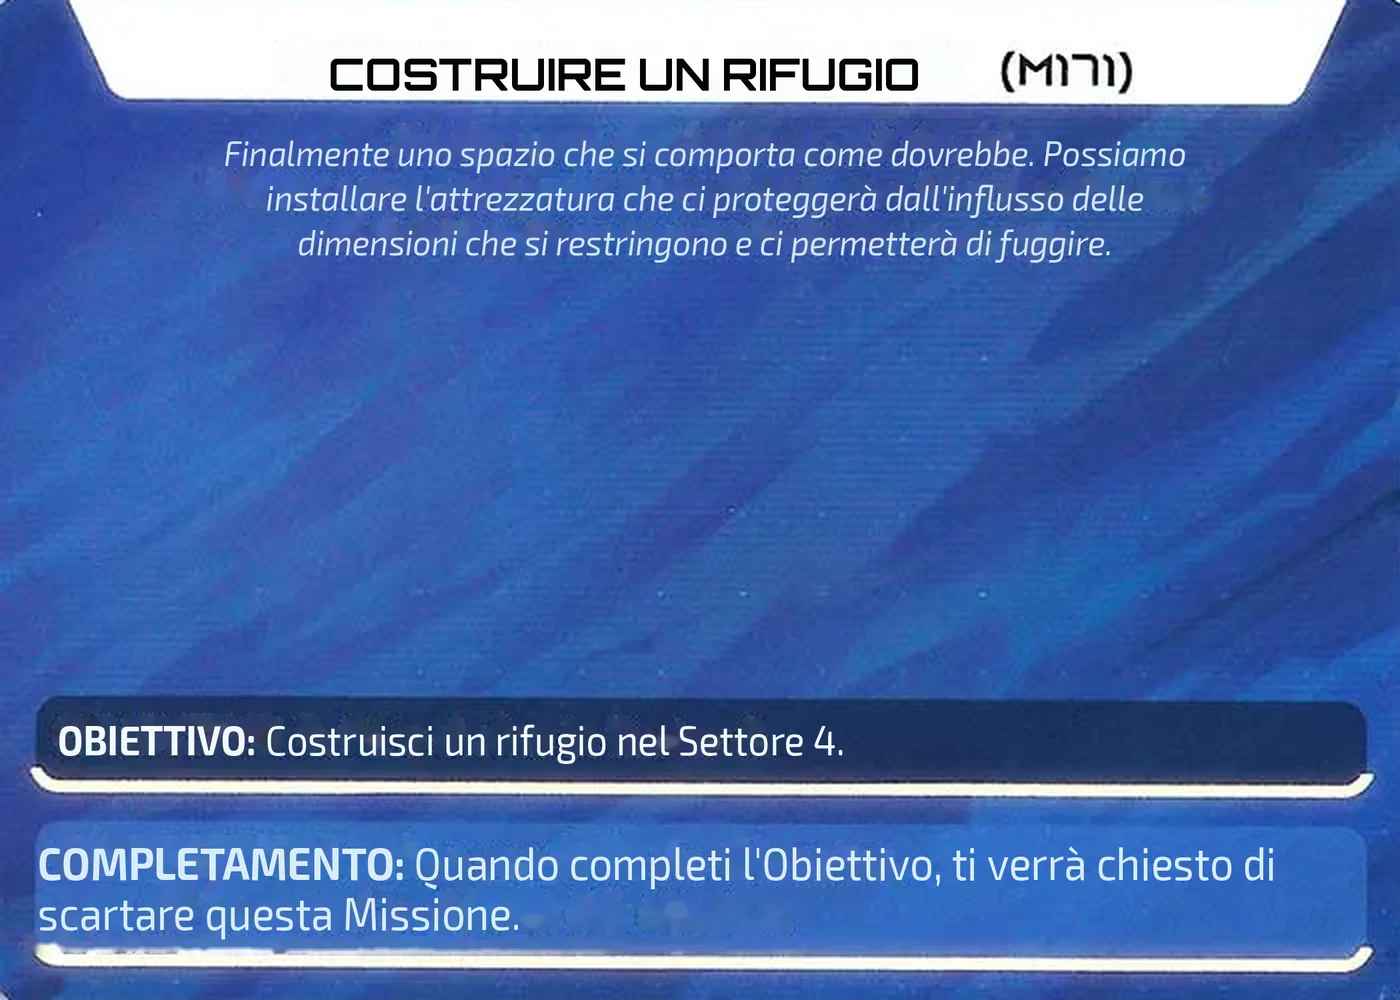 COSTRUIRE UN RIFUGIO (M171)
Finalmente uno spazio che si comporta come dovrebbe. Possiamo
installare l'attrezzatura che ci proteggerà dall'influsso delle
dimensioni che si restringono e ci permetterà di fuggire.
OBIETTIVO: Costruisci un rifugio nel Settore 4.
COMPLETAMENTO: Quando completi l'Obiettivo, ti verrà chiesto di
scartare questa Missione.